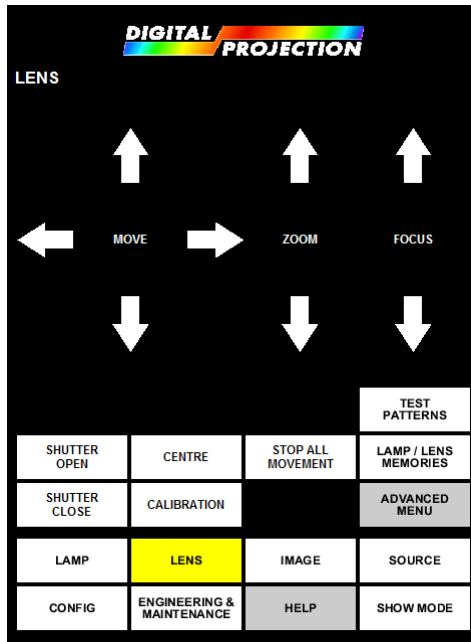 DIGITAL
PROJECTION
LENS
MOVE
ZOOM
FOCUS
TEST
PATTERNS
SHUTTER
OPEN
CENTRE
STOP ALL
MOVEMENT
LAMP / LENS
MEMORIES
SHUTTER
CLOSE
CALIBRATION
ADVANCED
MENU
LAMP
LENS
IMAGE
SOURCE
CONFIG
ENGINEERING &
MAINTENANCE
HELP
SHOW MODE